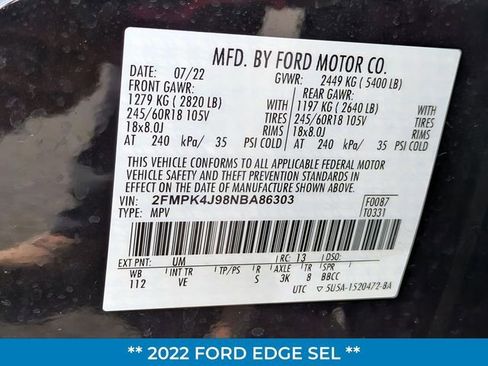 MFD. BY FORD MOTOR CO.
07/22 GVWR: 2449 KG ( 5400 LB)
FRONT GAWR: REAR GAWR:
1279 KG ( 2820 LB) 1197 KG ( 2640 LB)
245/60R18 105V TIRES 245/60R18 105V TIRES
18x8.0J RIMS 18x8.0J RIMS
AT 240 kPa/ 35 PSI COLD AT 240 kPa/ 35 PSI COLD
THIS VEHICLE CONFORMS TO ALL APPLICABLE FEDERAL MOTOR
VEHICLE SAFETY AND BUMPER STANDARDS AND THEFT PREVENTION STANDARDS
IN EFFECT ON THE DATE OF MANUFACTURE SHOWN ABOVE.
VIN: 2FMPK4J98NBA86303 F0087
TYPE: MPV T0331
EXT PNT: UM RC: 13 DSO:
WB INT TR TP/PS R AXLE TR SPR
112 VE S 3K 8 BBCC
UTC ▽5U5A-1520472-BA
** 2022 FORD EDGE SEL **